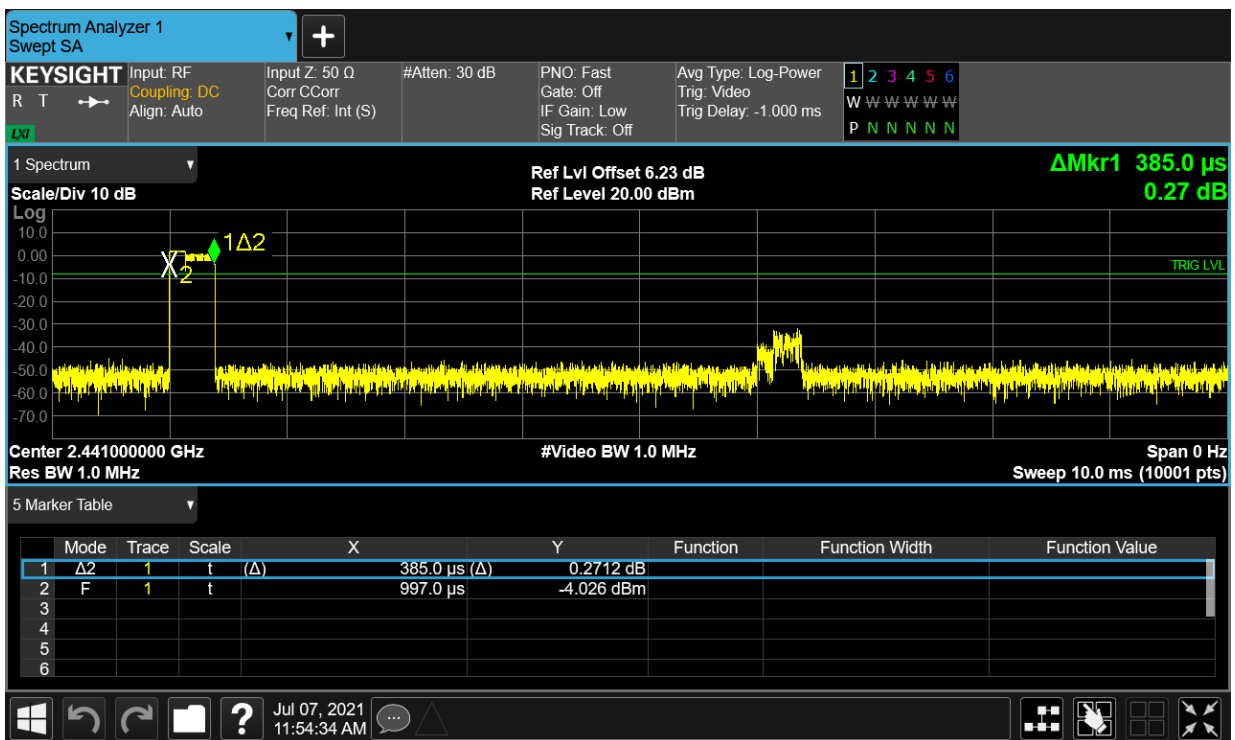 Spectrum Analyzer 1
Swept SA
+
KEYSIGHT Input: RF Input Z: 50 Ω #Atten: 30 dB PNO: Fast Avg Type: Log-Power 1 2 3 4 5 6
R T Coupling: DC Corr CCorr Gate: Off Trig: Video W W W W W W
Align: Auto Freq Ref: Int (S) IF Gain: Low Trig Delay: -1.000 ms
LXI Sig Track: Off P N N N N N
1 Spectrum Ref Lvl Offset 6.23 dB ΔMkr1 385.0 µs
Scale/Div 10 dB Ref Level 20.00 dBm 0.27 dB
Log
10.0
1Δ2
0.00
X2
TRIG LVL
-10.0
-20.0
-30.0
-40.0
-50.0
-60.0
-70.0
Center 2.441000000 GHz #Video BW 1.0 MHz Span 0 Hz
Res BW 1.0 MHz Sweep 10.0 ms (10001 pts)
5 Marker Table
Mode Trace Scale X Y Function Function Width Function Value
1 Δ2 1 t (Δ) 385.0 µs (Δ) 0.2712 dB
2 F 1 t 997.0 µs -4.026 dBm
3
4
5
6
? Jul 07, 2021
11:54:34 AM